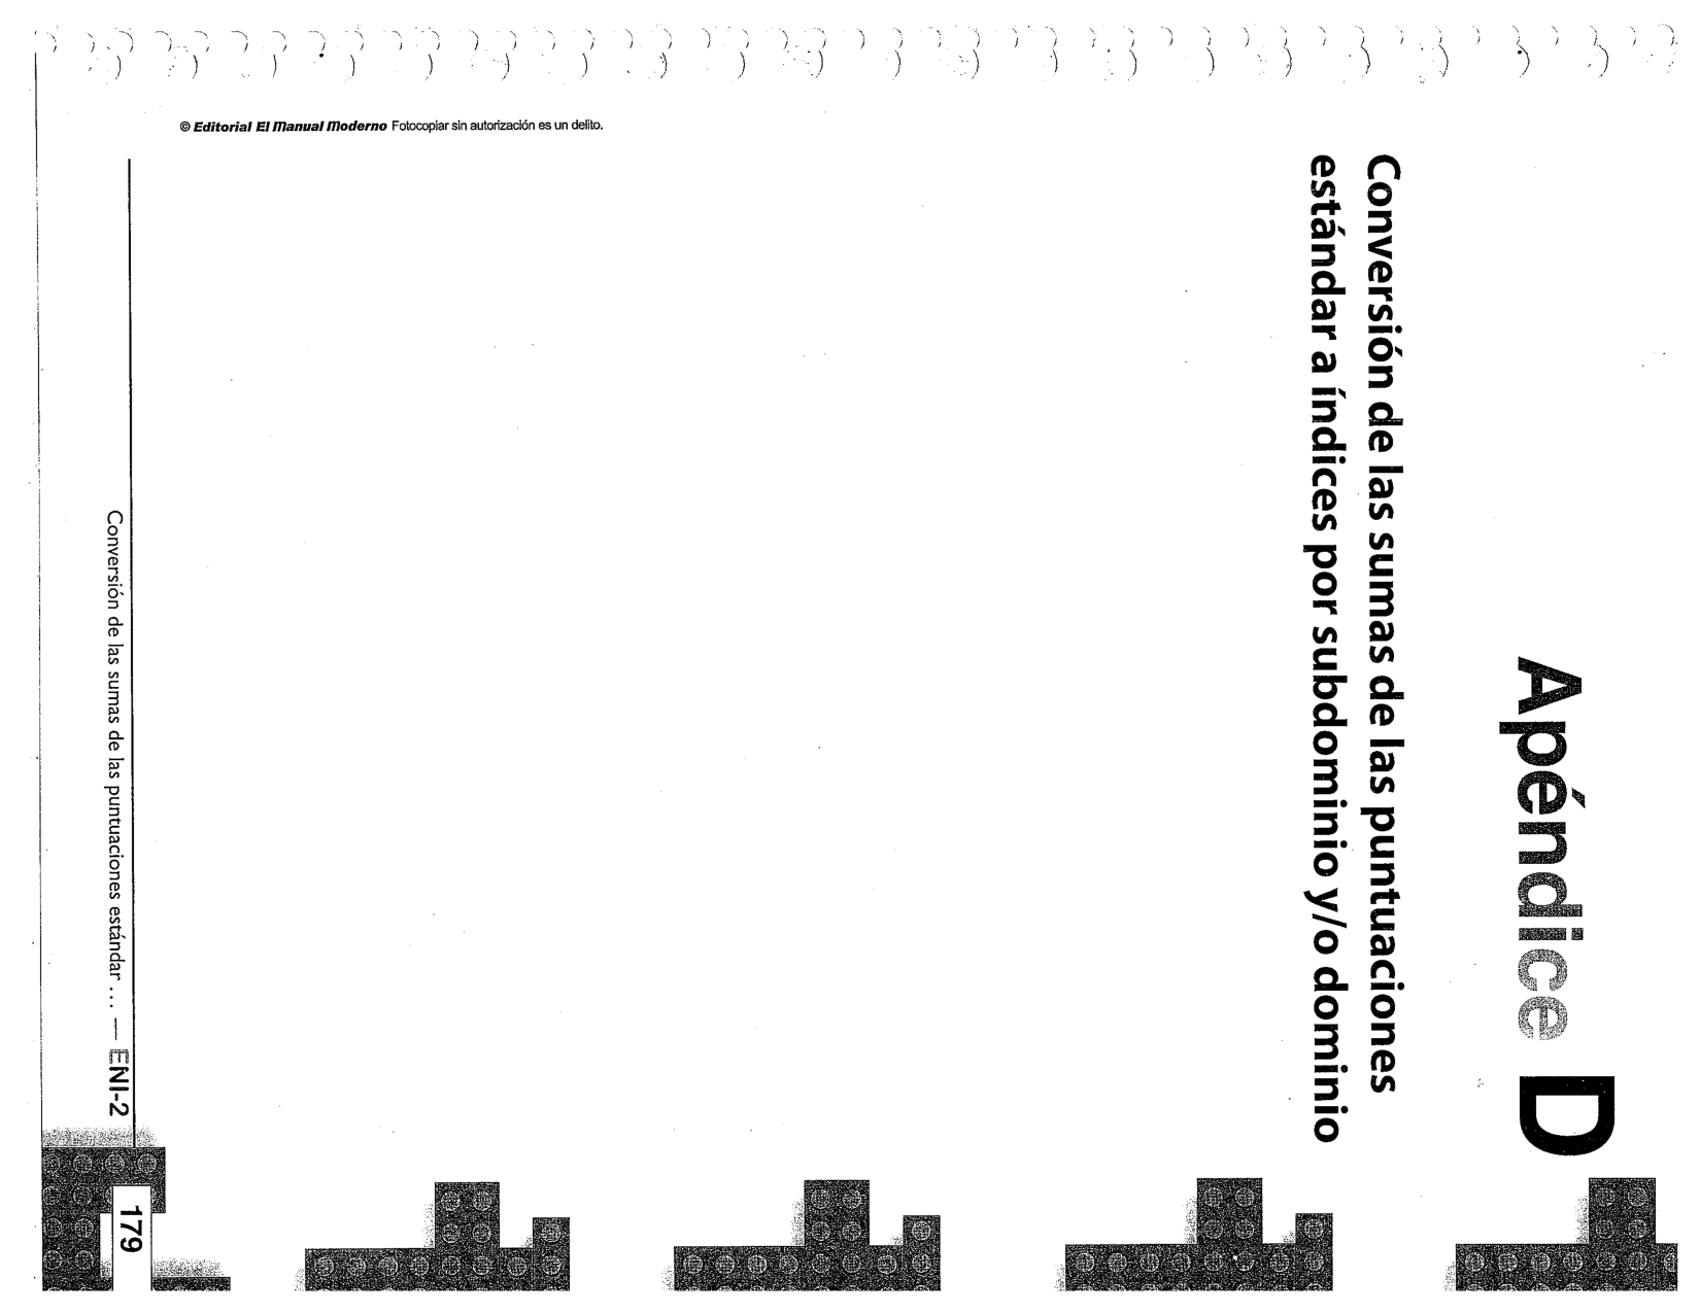 Apéndice D
Conversión de las sumas de las puntuaciones
estándar a índices por subdominio y/o dominio
© Editorial El Manual Moderno Fotocopiar sin autorización es un delito.
Conversión de las sumas de las puntuaciones estándar ... — ENI-2
179